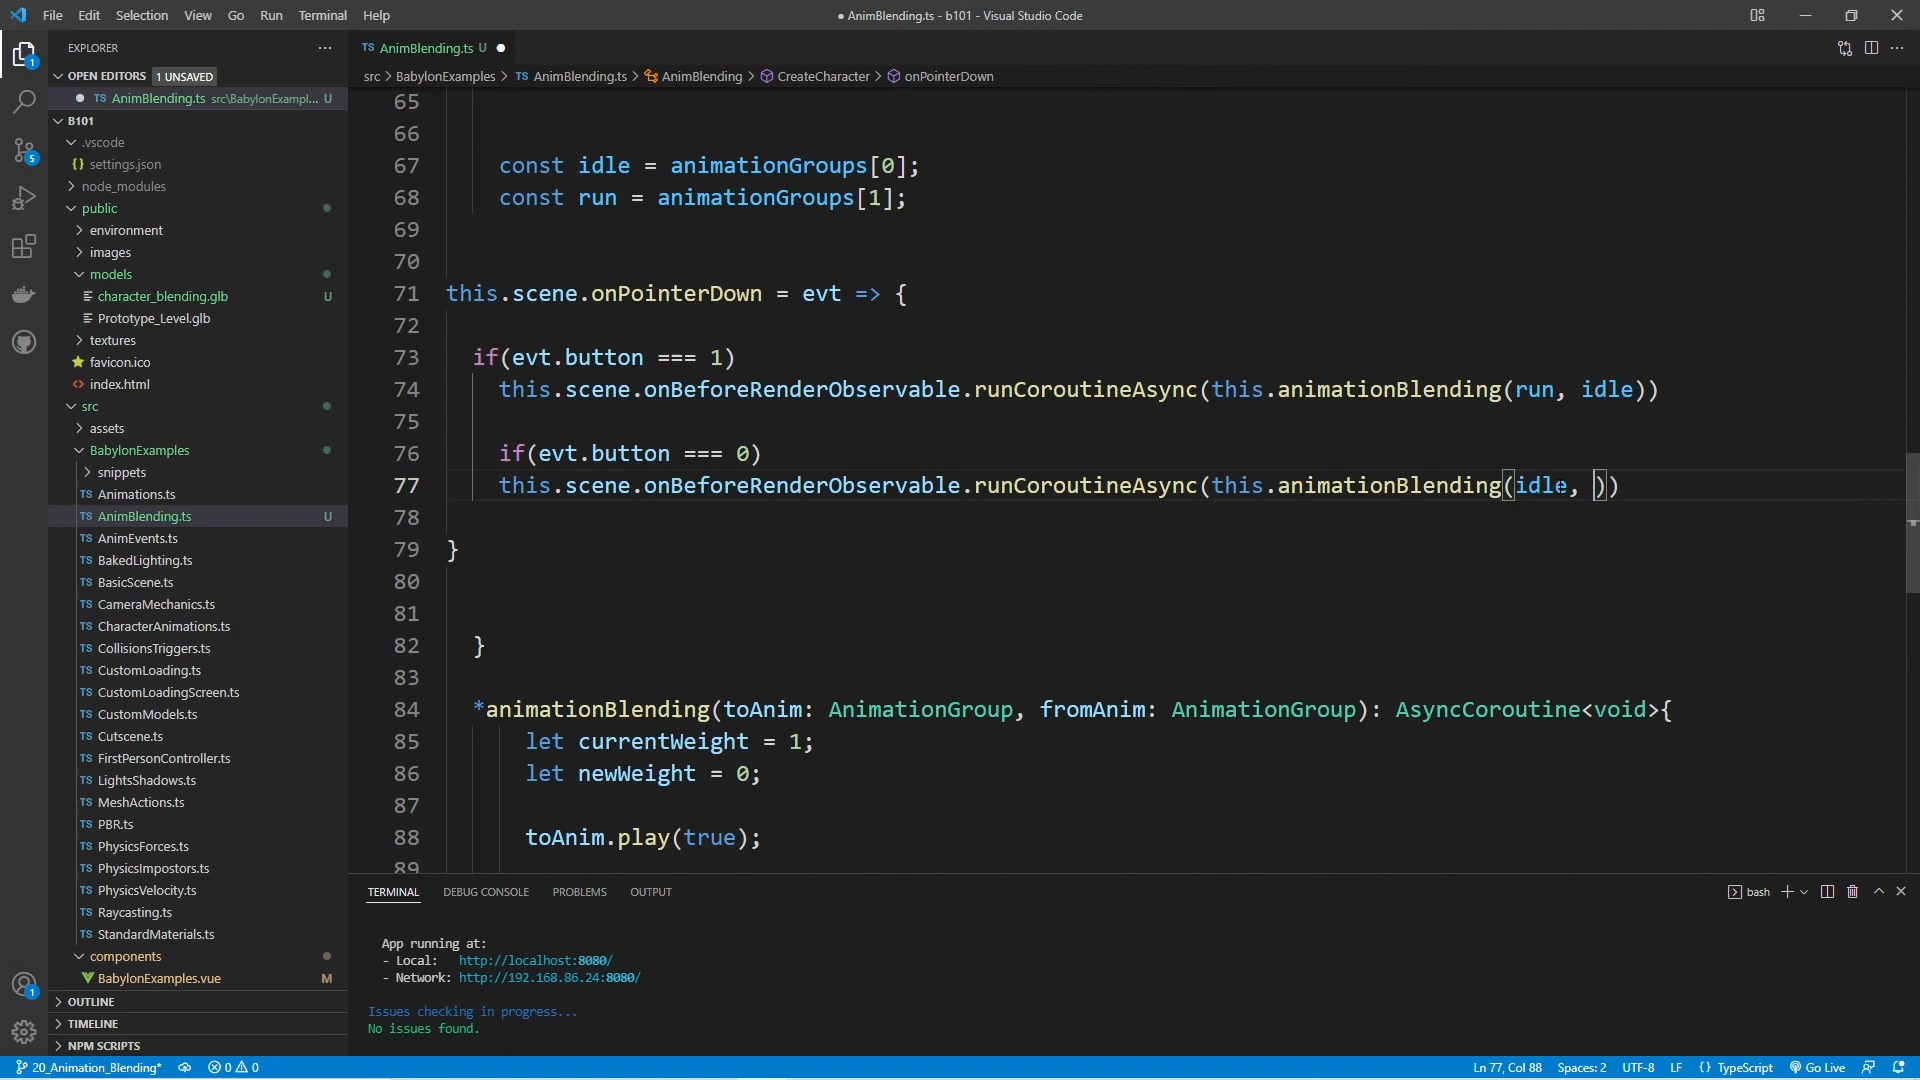 File Edit Selection View Go Run Terminal Help
● AnimBlending.ts - b101 - Visual Studio Code
EXPLORER
OPEN EDITORS 1 UNSAVED
TS AnimBlending.ts src\BabylonExampl... U
B101
.vscode
settings.json
node_modules
public
environment
images
models
character_blending.glb U
Prototype_Level.glb
textures
favicon.ico
index.html
src
assets
BabylonExamples
snippets
TS Animations.ts
TS AnimBlending.ts U
TS AnimEvents.ts
TS BakedLighting.ts
TS BasicScene.ts
TS CameraMechanics.ts
TS CharacterAnimations.ts
TS CollisionsTriggers.ts
TS CustomLoading.ts
TS CustomLoadingScreen.ts
TS CustomModels.ts
TS Cutscene.ts
TS FirstPersonController.ts
TS LightsShadows.ts
TS MeshActions.ts
TS PBR.ts
TS PhysicsForces.ts
TS PhysicsImpostors.ts
TS PhysicsVelocity.ts
TS Raycasting.ts
TS StandardMaterials.ts
components
BabylonExamples.vue M
OUTLINE
TIMELINE
NPM SCRIPTS
TS AnimBlending.ts U ●
src > BabylonExamples > TS AnimBlending.ts > AnimBlending > CreateCharacter > onPointerDown
65
66
67 const idle = animationGroups[0];
68 const run = animationGroups[1];
69
70
71 this.scene.onPointerDown = evt => {
72
73 if(evt.button === 1)
74 this.scene.onBeforeRenderObservable.runCoroutineAsync(this.animationBlending(run, idle))
75
76 if(evt.button === 0)
77 this.scene.onBeforeRenderObservable.runCoroutineAsync(this.animationBlending(idle, ))
78
79 }
80
81
82 }
83
84 *animationBlending(toAnim: AnimationGroup, fromAnim: AnimationGroup): AsyncCoroutine<void>{
85 let currentWeight = 1;
86 let newWeight = 0;
87
88 toAnim.play(true);
89
TERMINAL DEBUG CONSOLE PROBLEMS OUTPUT
bash
App running at:
- Local: http://localhost:8080/
- Network: http://192.168.86.24:8080/
Issues checking in progress...
No issues found.
20_Animation_Blending* 0 0
Ln 77, Col 88 Spaces: 2 UTF-8 LF {} TypeScript Go Live
1
5
1